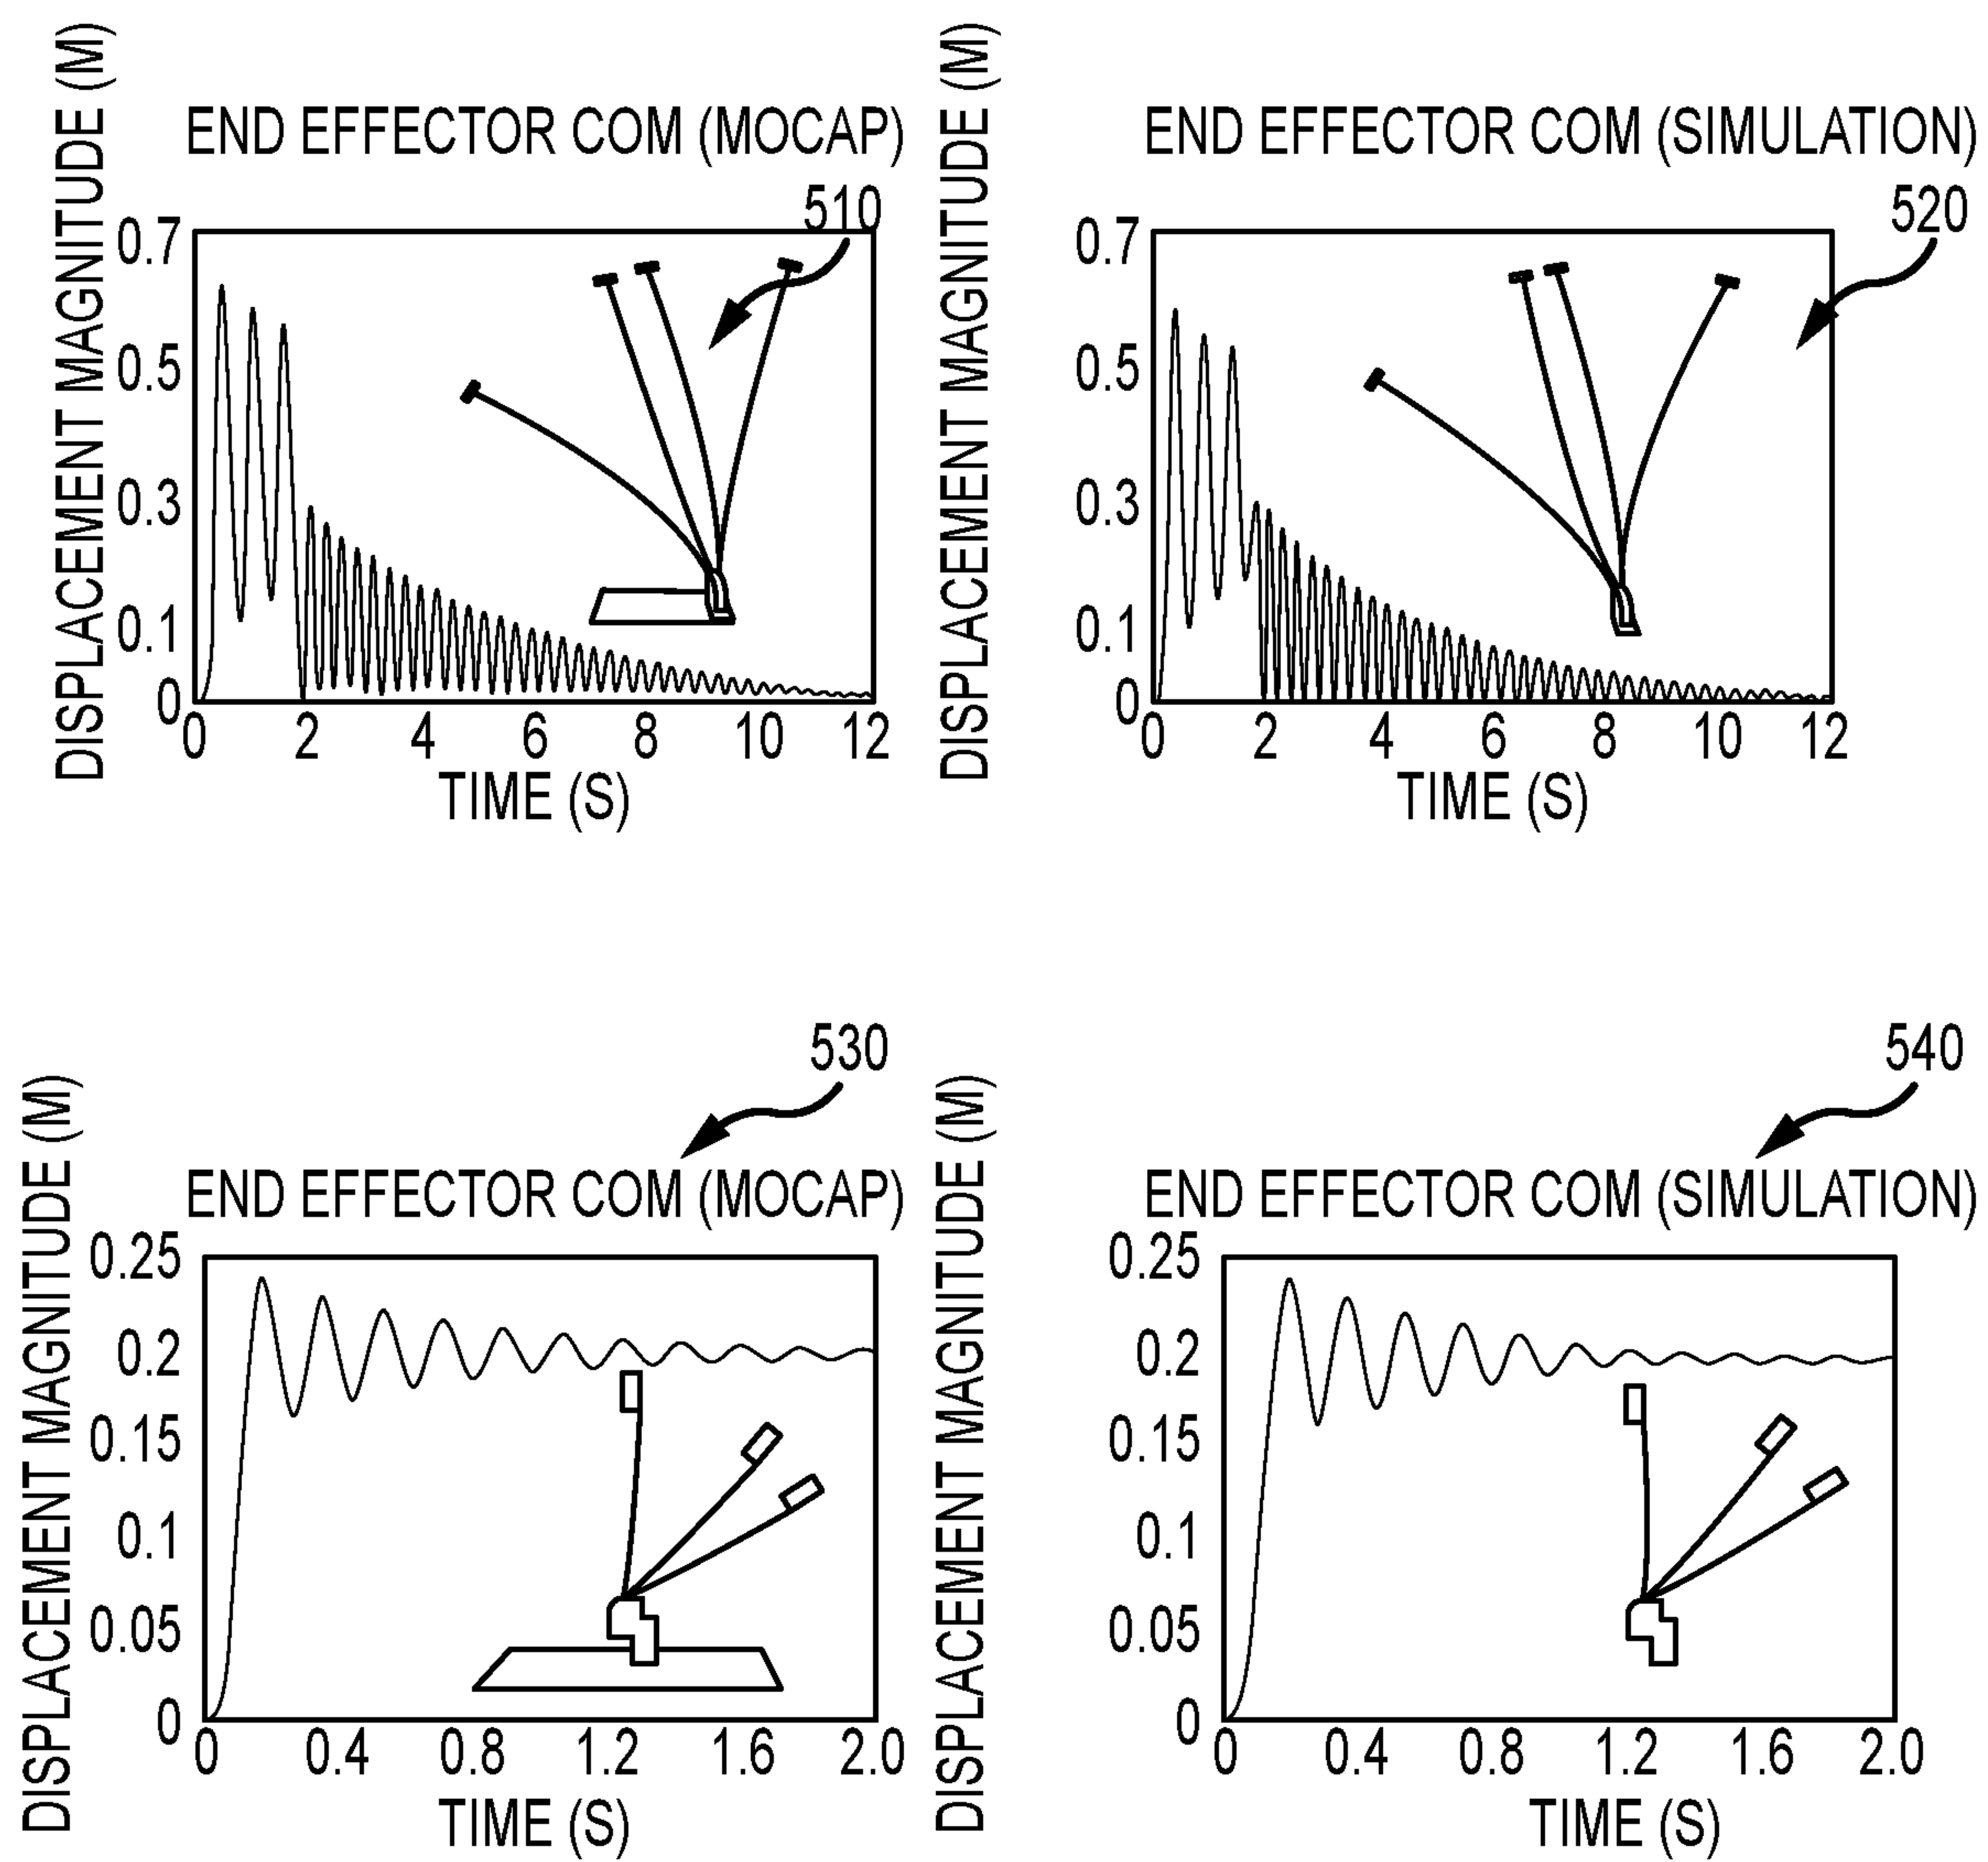 END EFFECTOR COM (MOCAP)
510
DISPLACEMENT MAGNITUDE (M)
0.7
0.5
0.3
0.1
0
0 2 4 6 8 10 12
TIME (S)
END EFFECTOR COM (SIMULATION)
520
DISPLACEMENT MAGNITUDE (M)
0.7
0.5
0.3
0.1
0
0 2 4 6 8 10 12
TIME (S)
530
END EFFECTOR COM (MOCAP)
DISPLACEMENT MAGNITUDE (M)
0.25
0.2
0.15
0.1
0.05
0
0 0.4 0.8 1.2 1.6 2.0
TIME (S)
540
END EFFECTOR COM (SIMULATION)
DISPLACEMENT MAGNITUDE (M)
0.25
0.2
0.15
0.1
0.05
0
0 0.4 0.8 1.2 1.6 2.0
TIME (S)